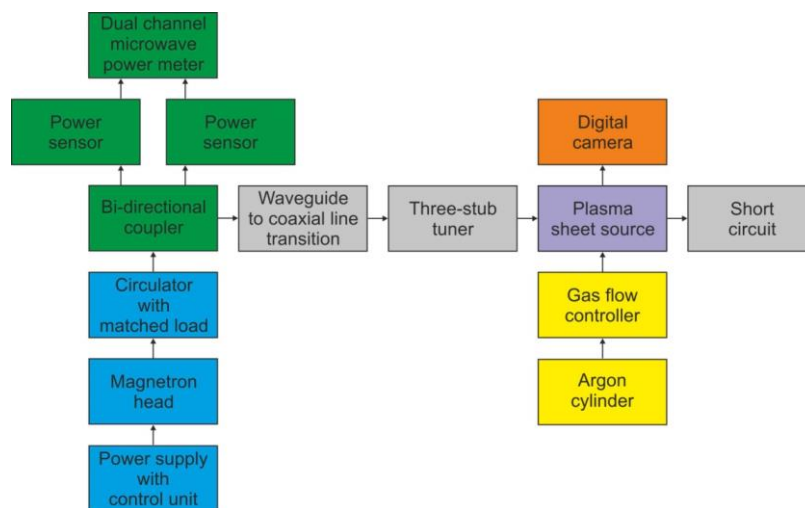 Dual channel
microwave
power meter
Power
sensor
Power
sensor
Digital
camera
Bi-directional
coupler
Waveguide
to coaxial line
transition
Three-stub
tuner
Plasma
sheet source
Short
circuit
Circulator
with
matched load
Gas flow
controller
Magnetron
head
Argon
cylinder
Power supply
with
control unit